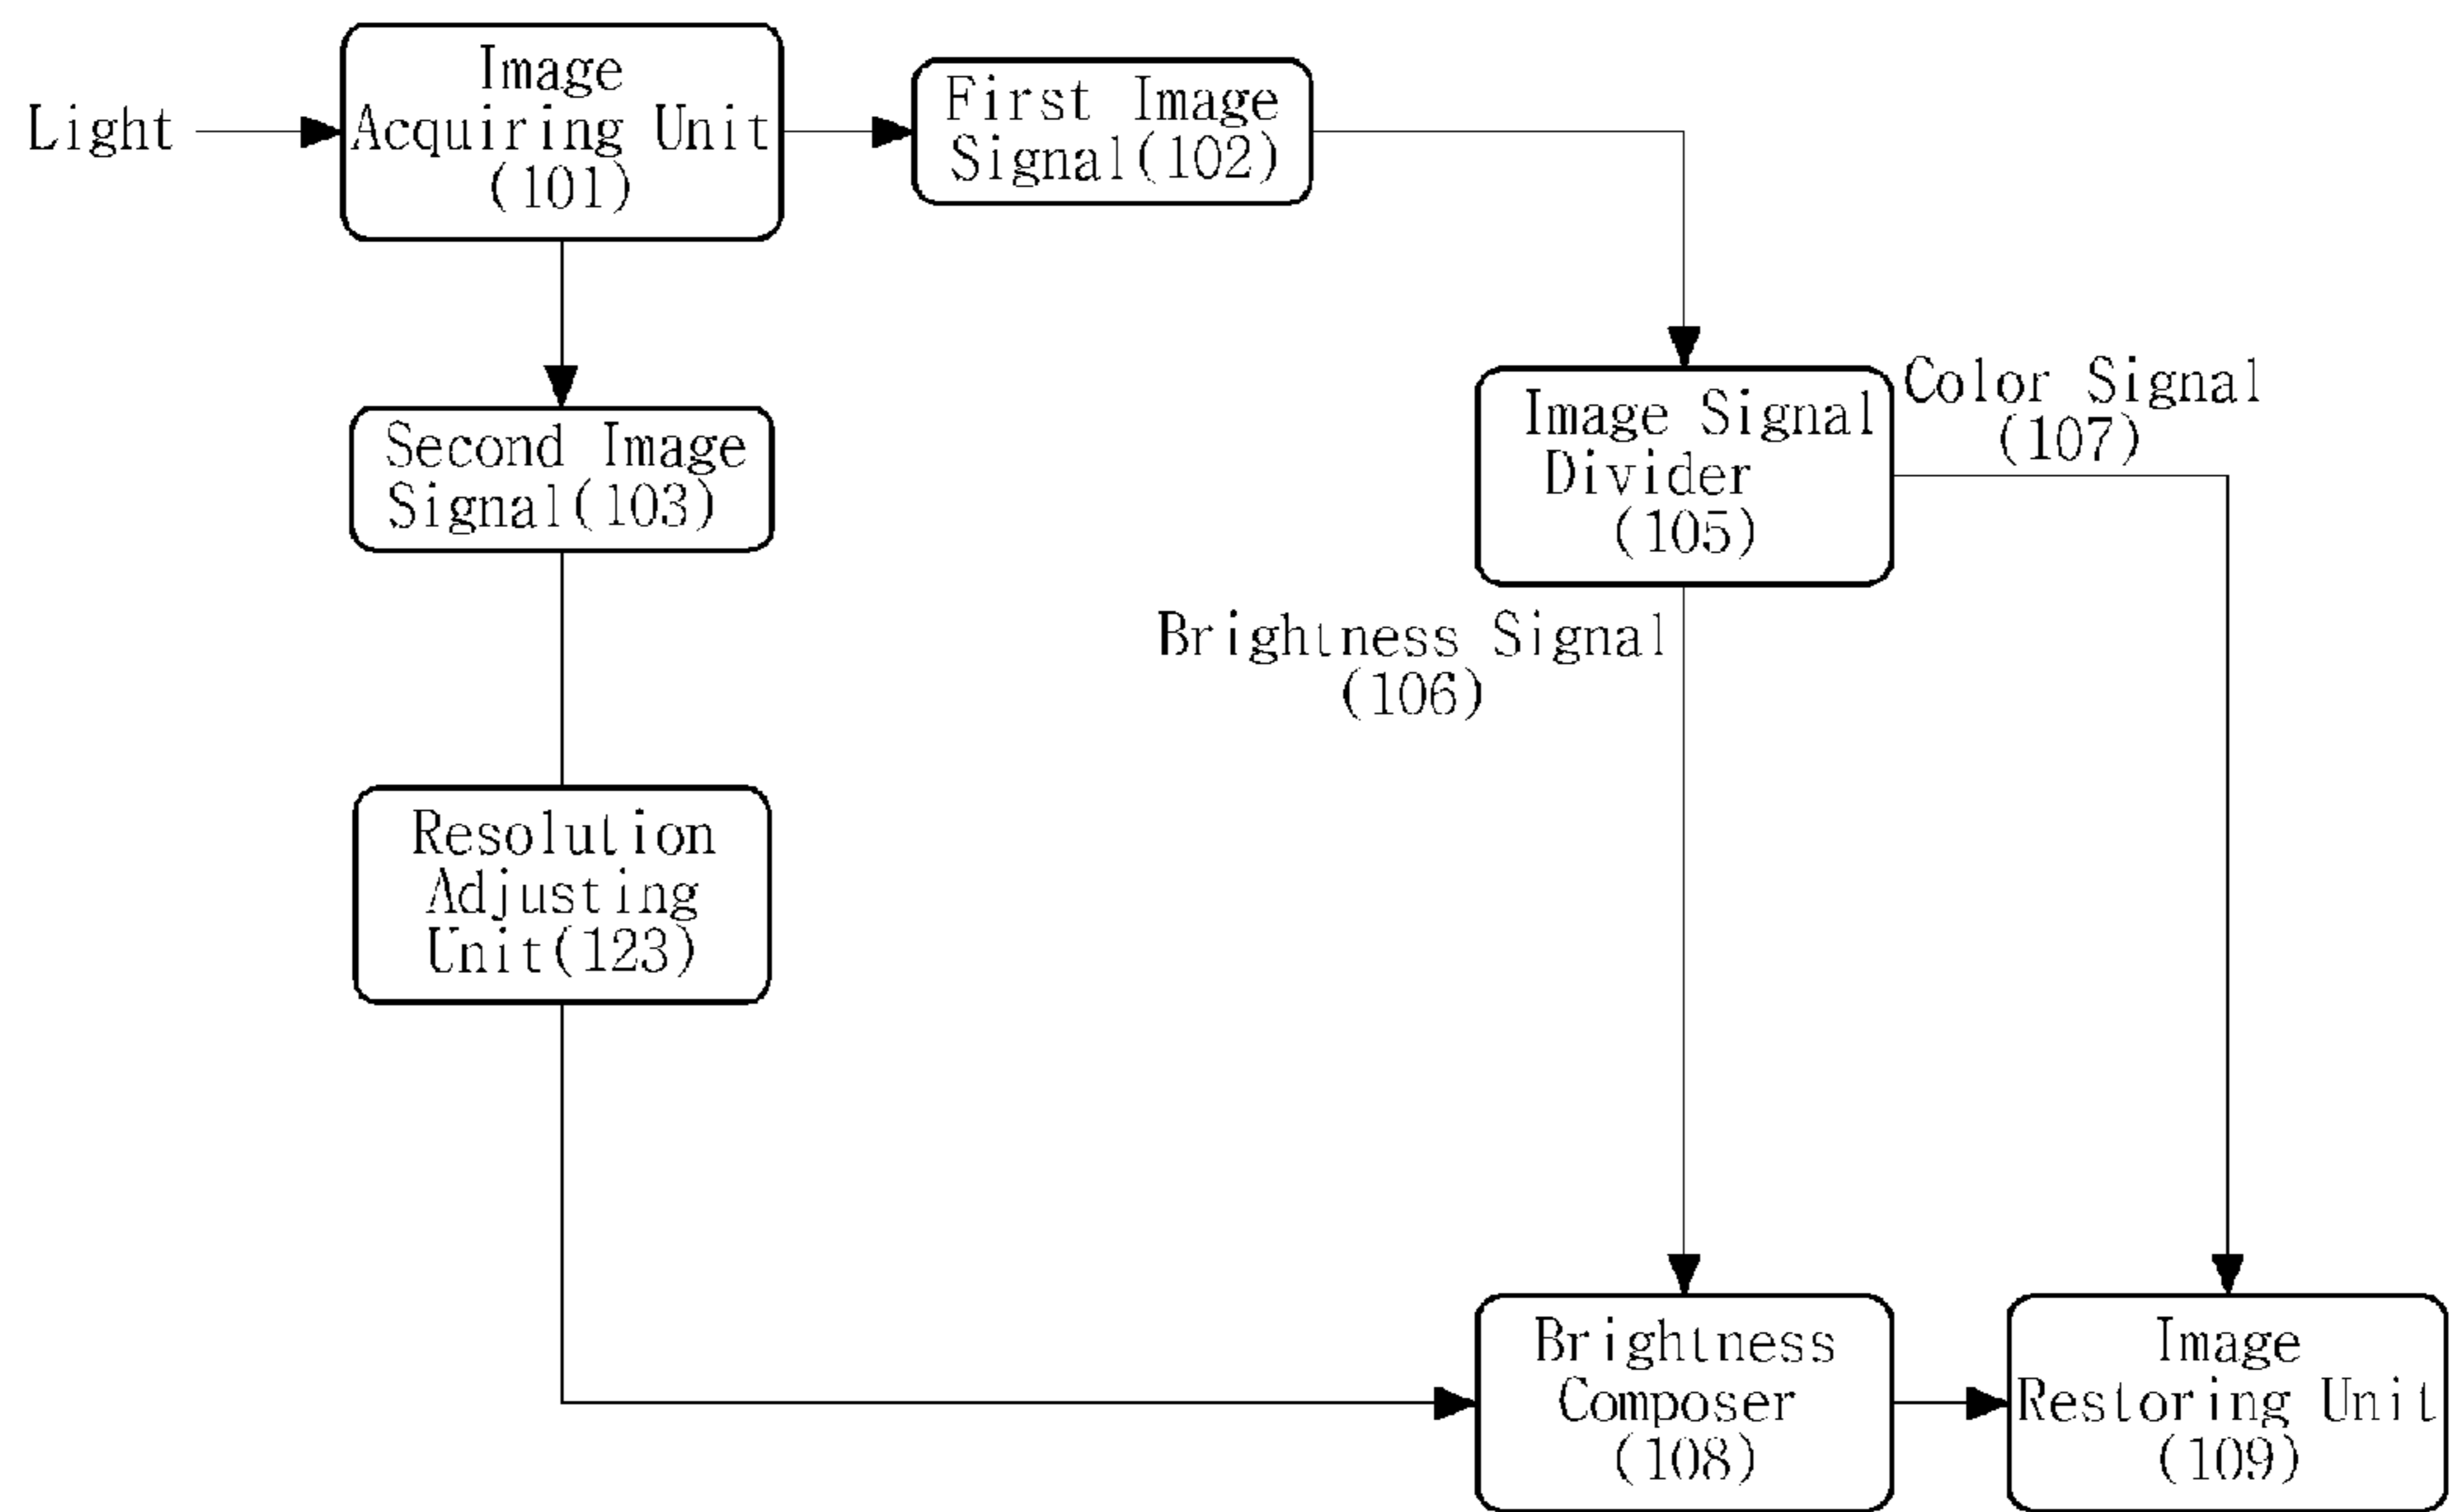 Light
Image
Acquiring Unit
(101)
First Image
Signal(102)
Second Image
Signal(103)
Image Signal
Divider
(105)
Color Signal
(107)
Brightness Signal
(106)
Resolution
Adjusting
Unit(123)
Brightness
Composer
(108)
Image
Restoring Unit
(109)